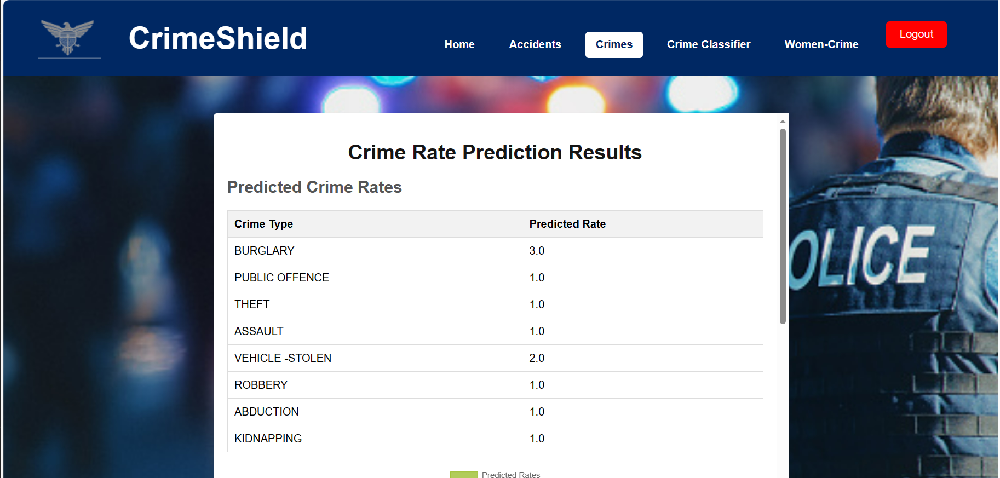 CrimeShield
Home Accidents Crimes Crime Classifier Women-Crime Logout
Crime Rate Prediction Results
Predicted Crime Rates
Crime Type Predicted Rate
BURGLARY 3.0
PUBLIC OFFENCE 1.0
THEFT 1.0
ASSAULT 1.0
VEHICLE -STOLEN 2.0
ROBBERY 1.0
ABDUCTION 1.0
KIDNAPPING 1.0
Predicted Rates
OLICE